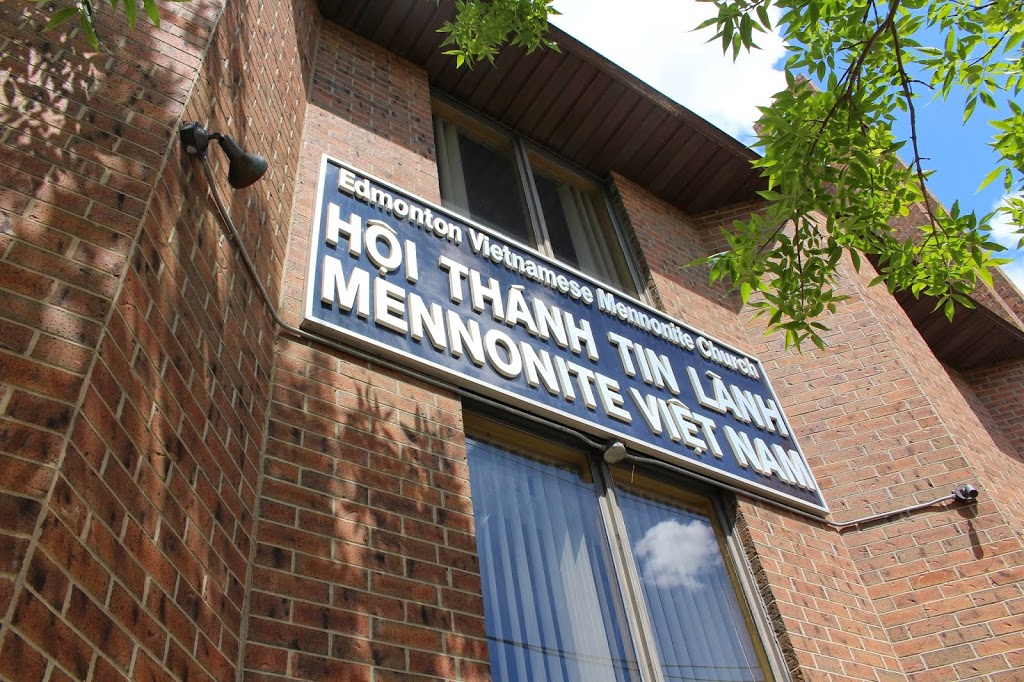 Edmonton Vietnamese Mennonite Church
HỘI THÁNH TIN LÀNH
MENNONITE VIỆT NAM